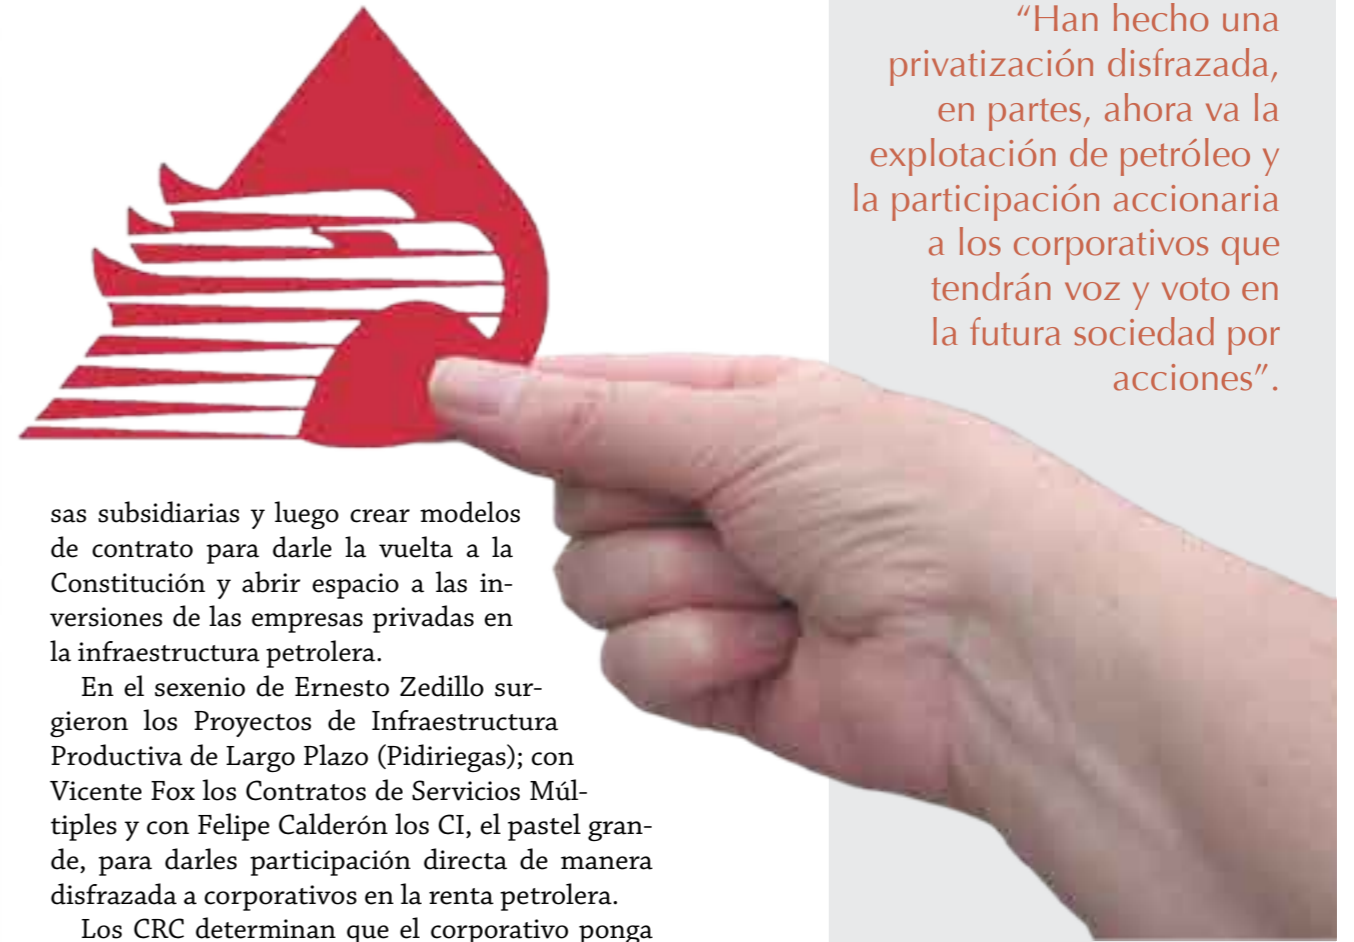 “Han hecho una
privatización disfrazada,
en partes, ahora va la
explotación de petróleo y
la participación accionaria
a los corporativos que
tendrán voz y voto en
la futura sociedad por
acciones”.
sas subsidiarias y luego crear modelos
de contrato para darle la vuelta a la
Constitución y abrir espacio a las in-
versiones de las empresas privadas en
la infraestructura petrolera.
En el sexenio de Ernesto Zedillo sur-
gieron los Proyectos de Infraestructura
Productiva de Largo Plazo (Pidiriegas); con
Vicente Fox los Contratos de Servicios Múl-
tiples y con Felipe Calderón los CI, el pastel gran-
de, para darles participación directa de manera
disfrazada a corporativos en la renta petrolera.
Los CRC determinan que el corporativo ponga